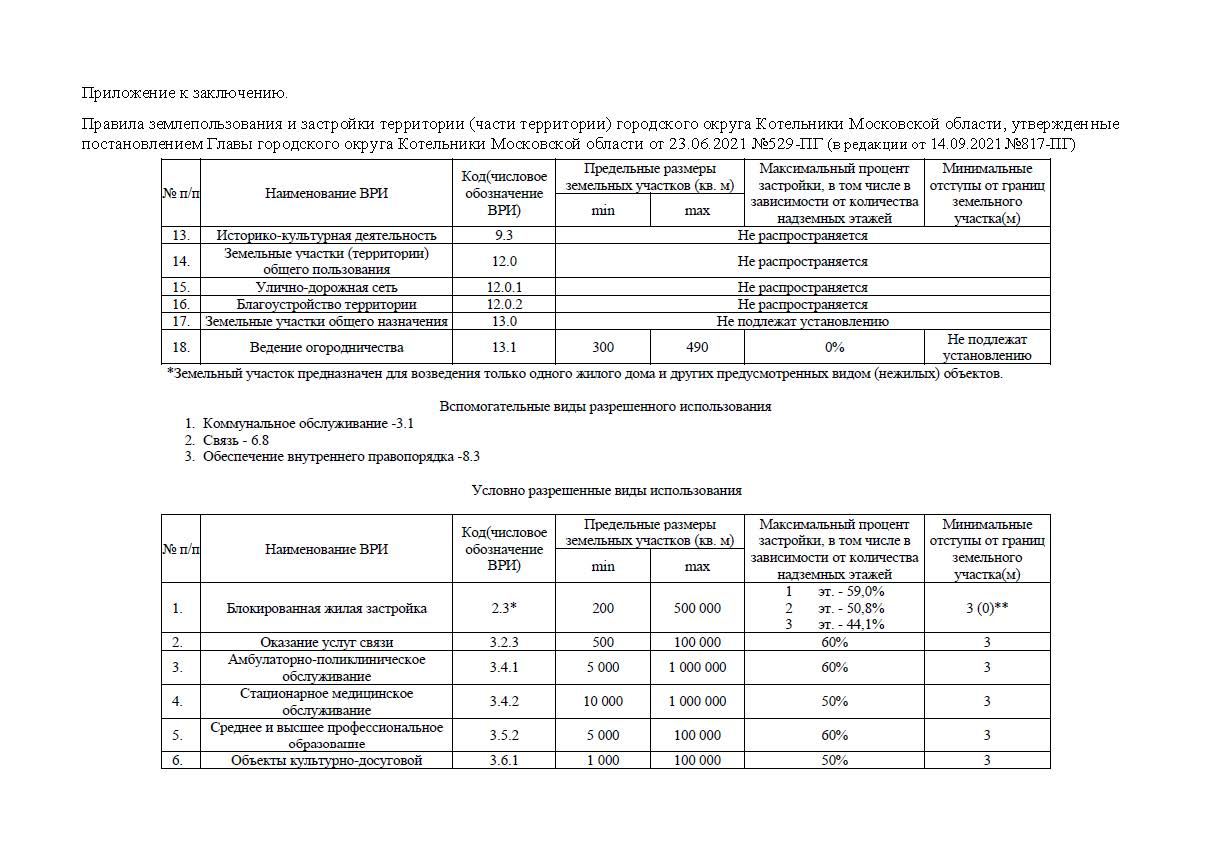 Приложение к заключению.
Правила землепользования и застройки территории (части территории) городского округа Котельники Московской области, утвержденные
постановлением Главы городского округа Котельники Московской области от 23.06.2021 №529-ПГ (в редакции от 14.09.2021 №817-ПГ)
№ п/п Наименование ВРИ Код(числовое обозначение ВРИ) Предельные размеры земельных участков (кв. м) Максимальный процент застройки, в том числе в зависимости от количества надземных этажей Минимальные отступы от границ земельного участка(м)
min max
13. Историко-культурная деятельность 9.3 Не распространяется
14. Земельные участки (территории) общего пользования 12.0 Не распространяется
15. Улично-дорожная сеть 12.0.1 Не распространяется
16. Благоустройство территории 12.0.2 Не распространяется
17. Земельные участки общего назначения 13.0 Не подлежат установлению
18. Ведение огородничества 13.1 300 490 0% Не подлежат установлению
*Земельный участок предназначен для возведения только одного жилого дома и других предусмотренных видом (нежилых) объектов.
Вспомогательные виды разрешенного использования
1. Коммунальное обслуживание -3.1
2. Связь - 6.8
3. Обеспечение внутреннего правопорядка -8.3
Условно разрешенные виды использования
№ п/п Наименование ВРИ Код(числовое обозначение ВРИ) Предельные размеры земельных участков (кв. м) Максимальный процент застройки, в том числе в зависимости от количества надземных этажей Минимальные отступы от границ земельного участка(м)
min max
1. Блокированная жилая застройка 2.3* 200 500 000 1 эт. - 59,0% 2 эт. - 50,8% 3 эт. - 44,1% 3 (0)**
2. Оказание услуг связи 3.2.3 500 100 000 60% 3
3. Амбулаторно-поликлиническое обслуживание 3.4.1 5 000 1 000 000 60% 3
4. Стационарное медицинское обслуживание 3.4.2 10 000 1 000 000 50% 3
5. Среднее и высшее профессиональное образование 3.5.2 5 000 100 000 60% 3
6. Объекты культурно-досуговой 3.6.1 1 000 100 000 50% 3